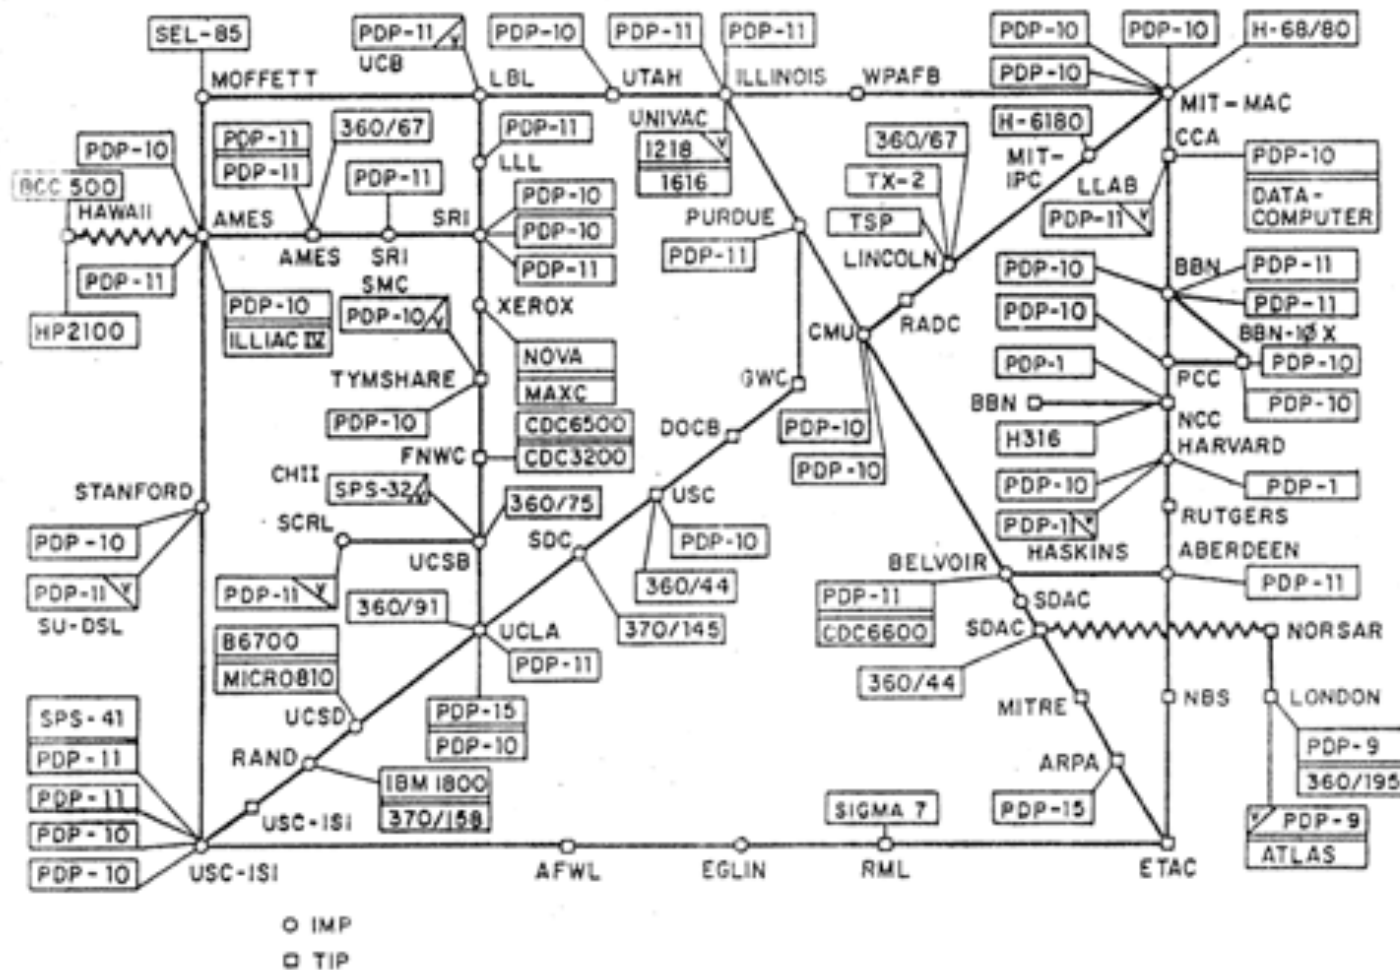 SEL-85
PDP-11
UCB
PDP-10
PDP-11
PDP-11
PDP-10
PDP-10
PDP-10
H-68/80
MOFFETT
LBL
UTAH
ILLINOIS
WPAFB
MIT-MAC
PDP-10
PDP-11
PDP-11
360/67
PDP-11
PDP-11
LLL
UNIVAC
1218
1616
H-6180
MIT-
IPC
360/67
TX-2
TSP
LINCOLN
CCA
PDP-10
DATA-
COMPUTER
LLAB
PDP-11
BCC 500
HAWAII
AMES
AMES
SRI
SRI
PDP-10
PDP-10
PDP-11
PURDUE
PDP-11
HP2100
PDP-11
PDP-10
ILLIAC IV
SMC
PDP-10
XEROX
NOVA
MAXC
RADC
CMU
PDP-10
PDP-10
PDP-10
BBN
PDP-11
PDP-11
BBN-10X
PDP-10
PDP-10
PDP-10
PCC
TYMSHARE
PDP-10
GWC
DOCB
PDP-1
BBN
NCC
H316
HARVARD
FNWC
CDC6500
CDC3200
CHII
SPS-32
360/75
SCRL
UCSB
PDP-11
STANFORD
PDP-10
PDP-11
SU-DSL
USC
PDP-10
360/44
SDC
370/145
PDP-10
PDP-11
HASKINS
PDP-1
RUTGERS
ABERDEEN
PDP-11
BELVOIR
PDP-11
CDC6600
SDAC
SDAC
360/44
NORSAR
360/91
UCLA
PDP-11
PDP-15
PDP-10
B6700
MICRO810
UCSD
RAND
IBM 1800
370/158
MITRE
NBS
LONDON
PDP-9
360/195
PDP-9
ATLAS
ARPA
PDP-15
SPS-41
PDP-11
PDP-11
PDP-10
PDP-10
USC-ISI
USC-ISI
AFWL
EGLIN
SIGMA 7
RML
ETAC
IMP
TIP